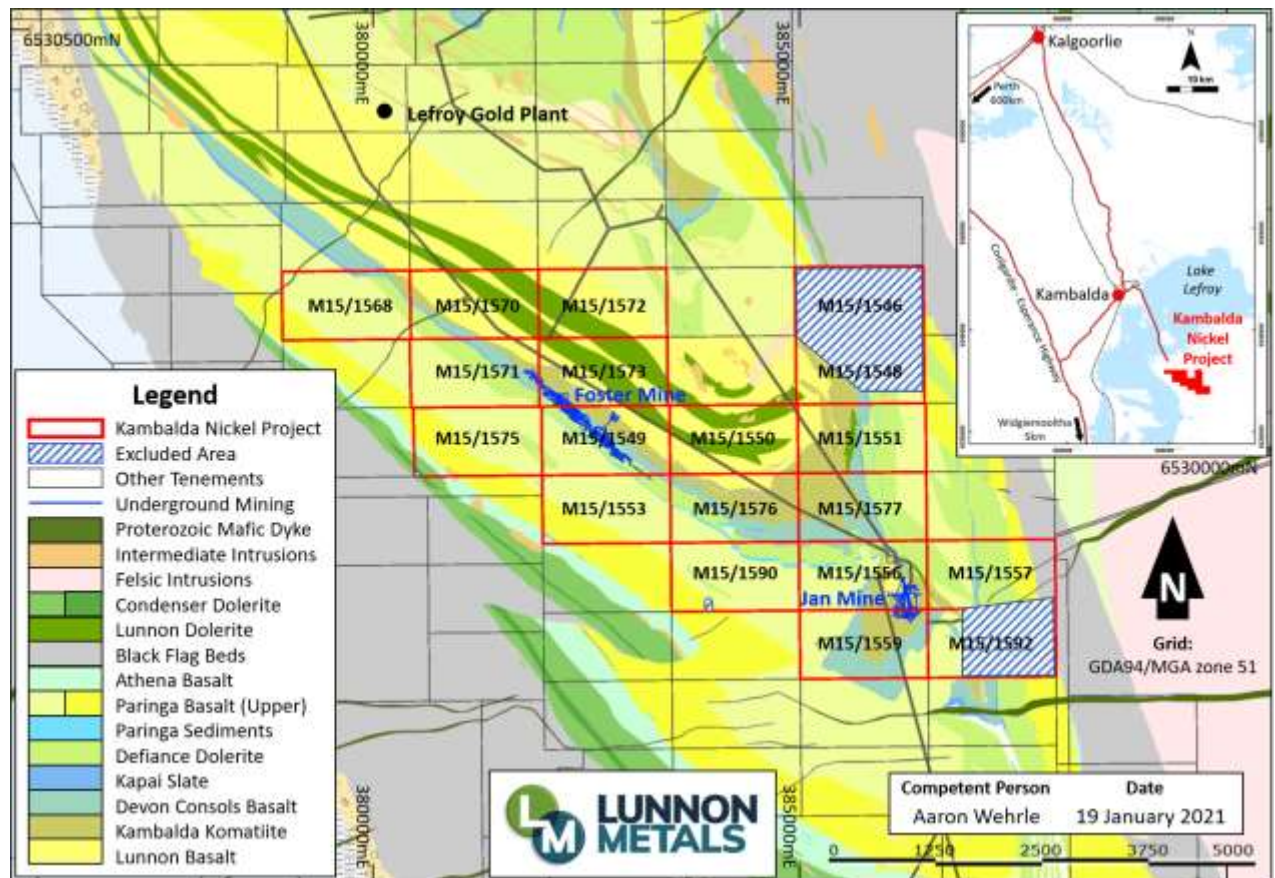 6530500mN
380000mE
385000mE
Lefroy Gold Plant
Kalgoorlie
N
10 km
Perth
600km
Coolgardie - Esperance Highway
Kambalda
Lake
Lefroy
Kambalda
Nickel
Project
Widgiemooltha
5km
M15/1568
M15/1570
M15/1572
M15/1546
M15/1571
M15/1573
M15/1548
Foster Mine
M15/1575
M15/1549
M15/1550
M15/1551
6530000mN
M15/1553
M15/1576
M15/1577
M15/1590
M15/1556
M15/1557
Jan Mine
M15/1559
M15/1592
Legend
Kambalda Nickel Project
Excluded Area
Other Tenements
Underground Mining
Proterozoic Mafic Dyke
Intermediate Intrusions
Felsic Intrusions
Condenser Dolerite
Lunnon Dolerite
Black Flag Beds
Athena Basalt
Paringa Basalt (Upper)
Paringa Sediments
Defiance Dolerite
Kapai Slate
Devon Consols Basalt
Kambalda Komatiite
Lunnon Basalt
N
Grid:
GDA94/MGA zone 51
380000mE
385000mE
LM
LUNNON
METALS
Competent Person Date
Aaron Wehrle 19 January 2021
0 1250 2500 3750 5000